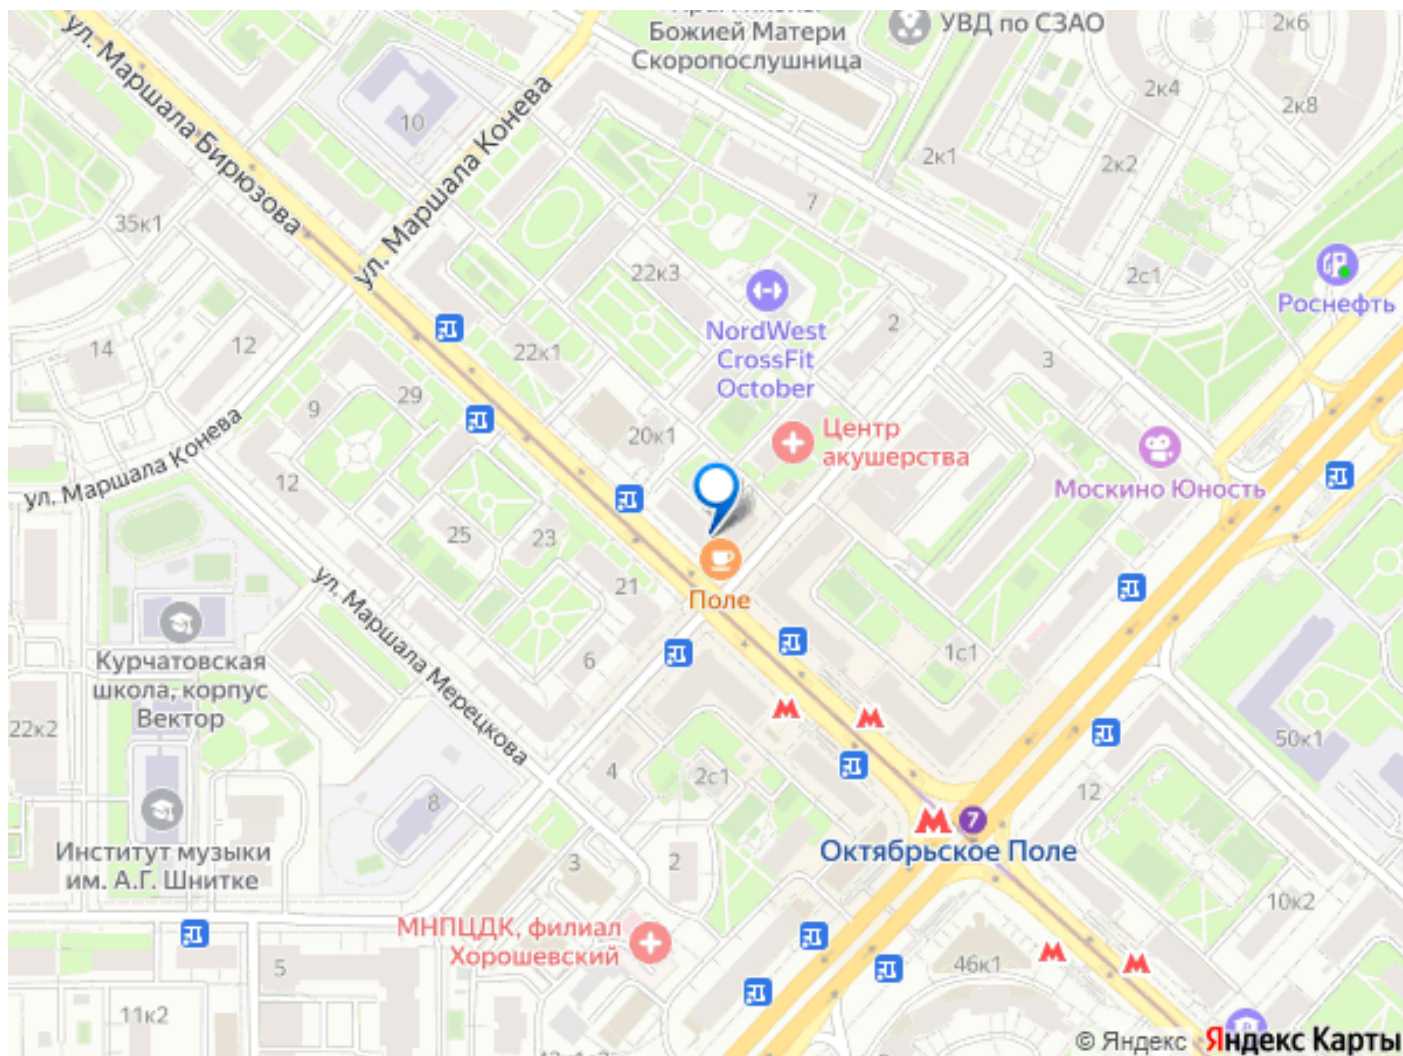 Божией Матери
Скоропослушница
УВД по СЗАО
2к6
2к4
2к8
ул. Маршала Бирюзова
10
ул. Маршала Конева
2к1
2к2
7
35к1
22к3
2с1
Роснефть
NordWest
CrossFit
October
2
3
14
12
22к1
29
9
20к1
Центр
акушерства
ул. Маршала Конева
12
Москино Юность
25
23
21
Поле
ул. Маршала Мерецкова
Курчатовская
школа, корпус
Вектор
6
1с1
22к2
4
2с1
50к1
8
12
7
Октябрьское Поле
Институт музыки
им. А.Г. Шнитке
3
2
10к2
МНПЦДК, филиал
Хорошевский
5
46к1
11к2
© Яндекс Яндекс Карты